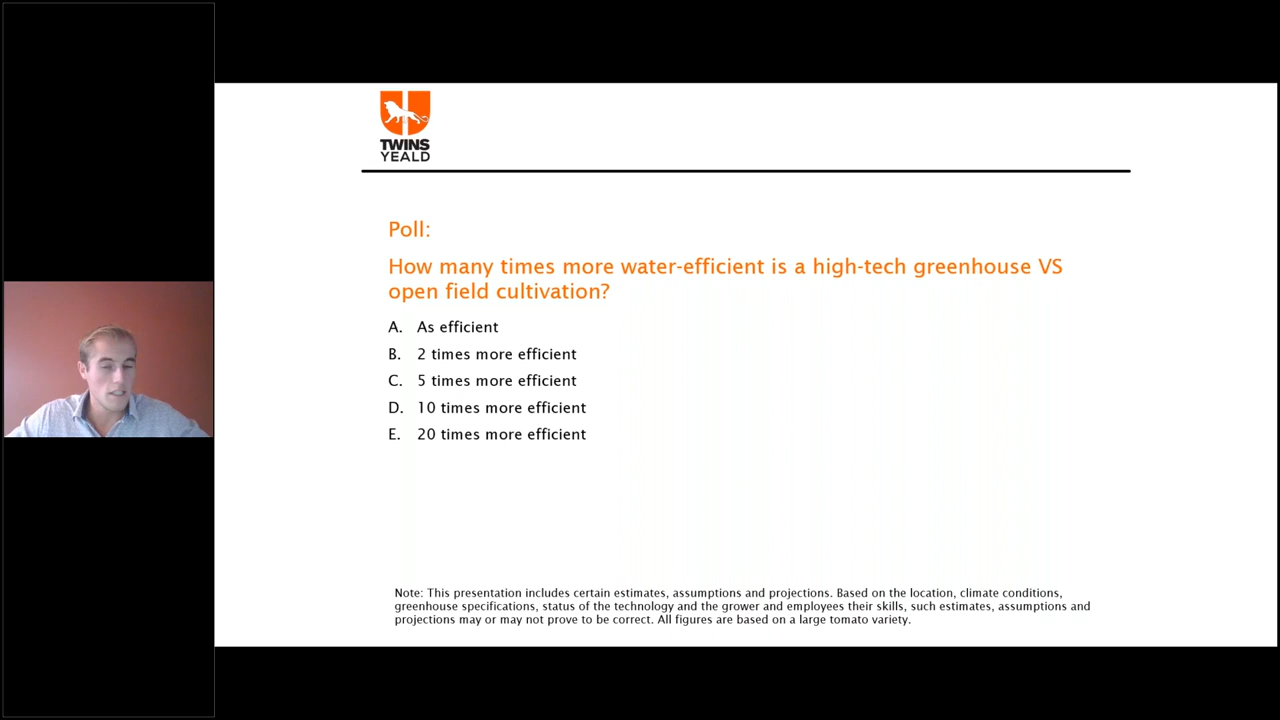 TWINS
YEALD
Poll:
How many times more water-efficient is a high-tech greenhouse VS
open field cultivation?
A. As efficient
B. 2 times more efficient
C. 5 times more efficient
D. 10 times more efficient
E. 20 times more efficient
Note: This presentation includes certain estimates, assumptions and projections. Based on the location, climate conditions,
greenhouse specifications, status of the technology and the grower and employees their skills, such estimates, assumptions and
projections may or may not prove to be correct. All figures are based on a large tomato variety.